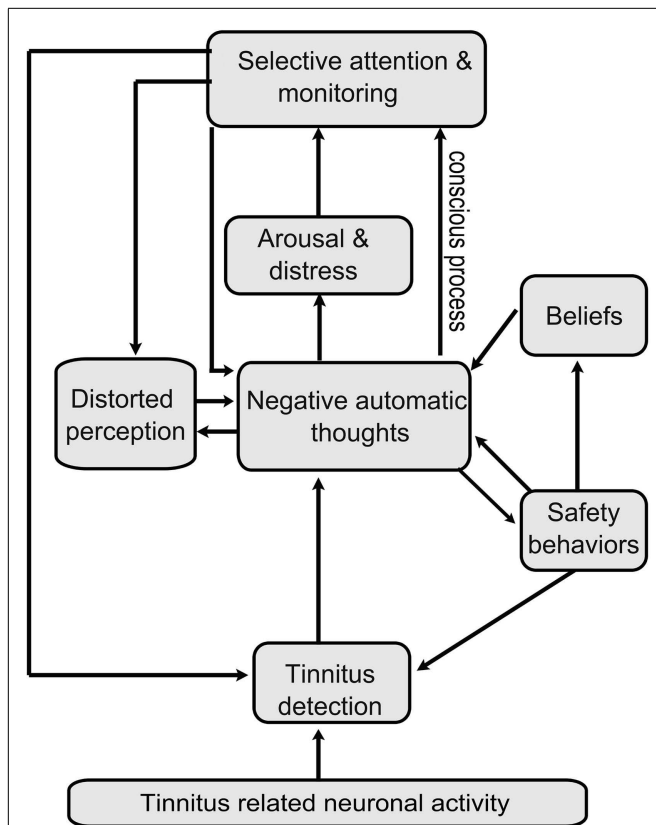 Selective attention &
monitoring
conscious process
Arousal &
distress
Beliefs
Distorted
perception
Negative automatic
thoughts
Safety
behaviors
Tinnitus
detection
Tinnitus related neuronal activity